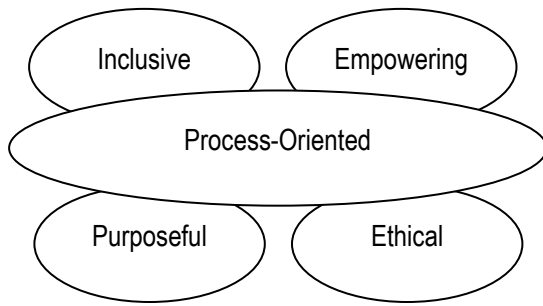 Inclusive
Empowering
Process-Oriented
Purposeful
Ethical